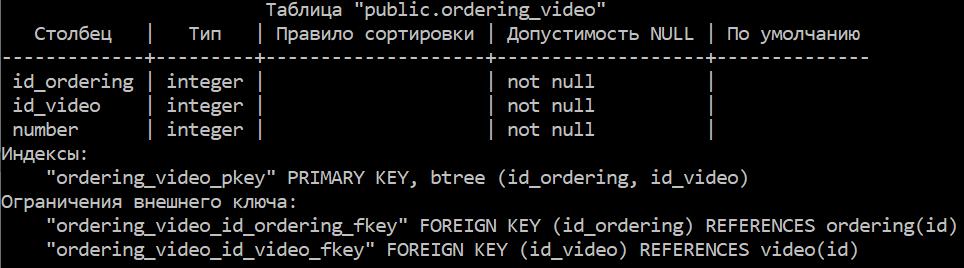 Таблица "public.ordering_video"
Столбец | Тип | Правило сортировки | Допустимость NULL | По умолчанию
-------------+---------+--------------------+-------------------+--------------
id_ordering | integer | | not null |
id_video | integer | | not null |
number | integer | | not null |
Индексы:
"ordering_video_pkey" PRIMARY KEY, btree (id_ordering, id_video)
Ограничения внешнего ключа:
"ordering_video_id_ordering_fkey" FOREIGN KEY (id_ordering) REFERENCES ordering(id)
"ordering_video_id_video_fkey" FOREIGN KEY (id_video) REFERENCES video(id)